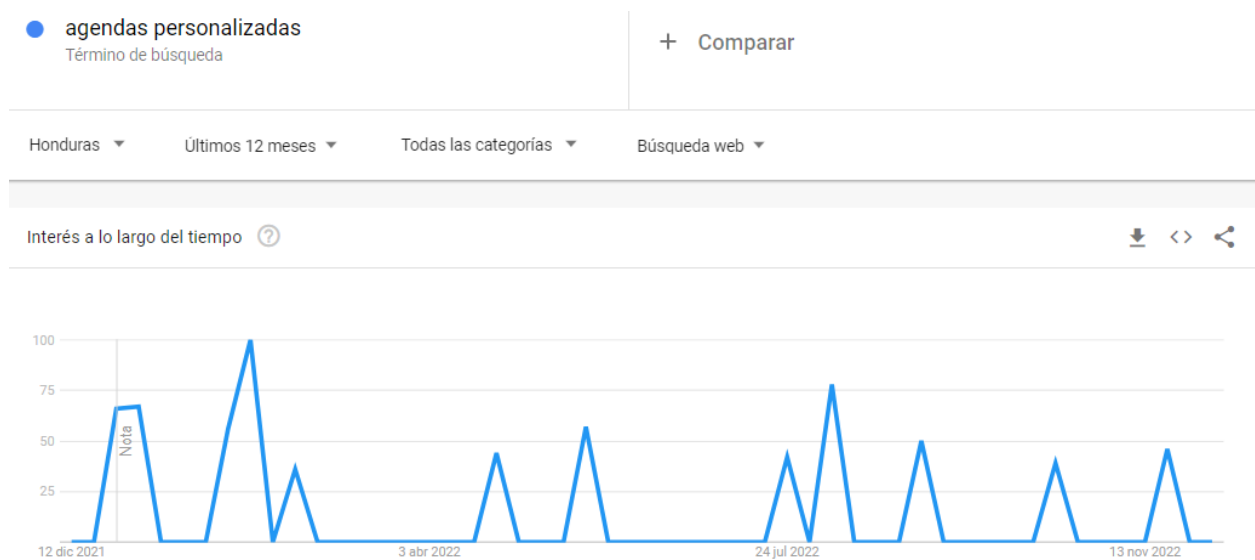 agendas personalizadas
Término de búsqueda
+ Comparar
Honduras
Últimos 12 meses
Todas las categorías
Búsqueda web
Interés a lo largo del tiempo
100
75
50
25
Nota
12 dic 2021
3 abr 2022
24 jul 2022
13 nov 2022